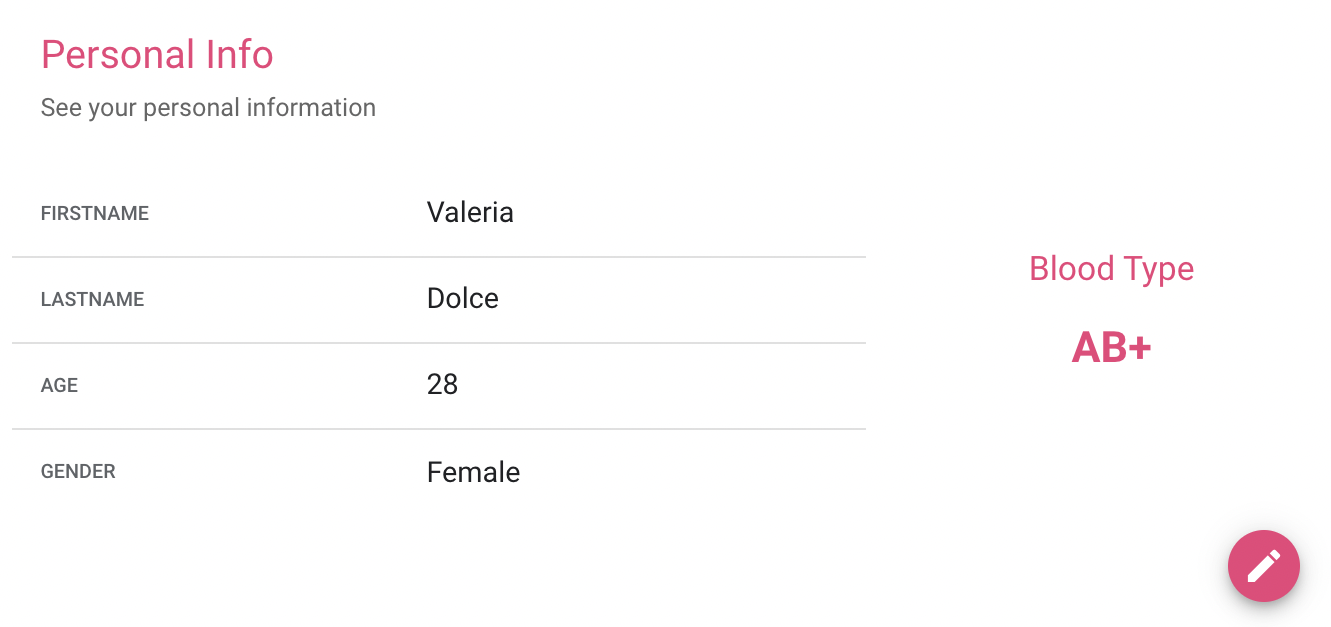 Personal Info
See your personal information
FIRSTNAME Valeria
LASTNAME Dolce
AGE 28
GENDER Female
Blood Type
AB+